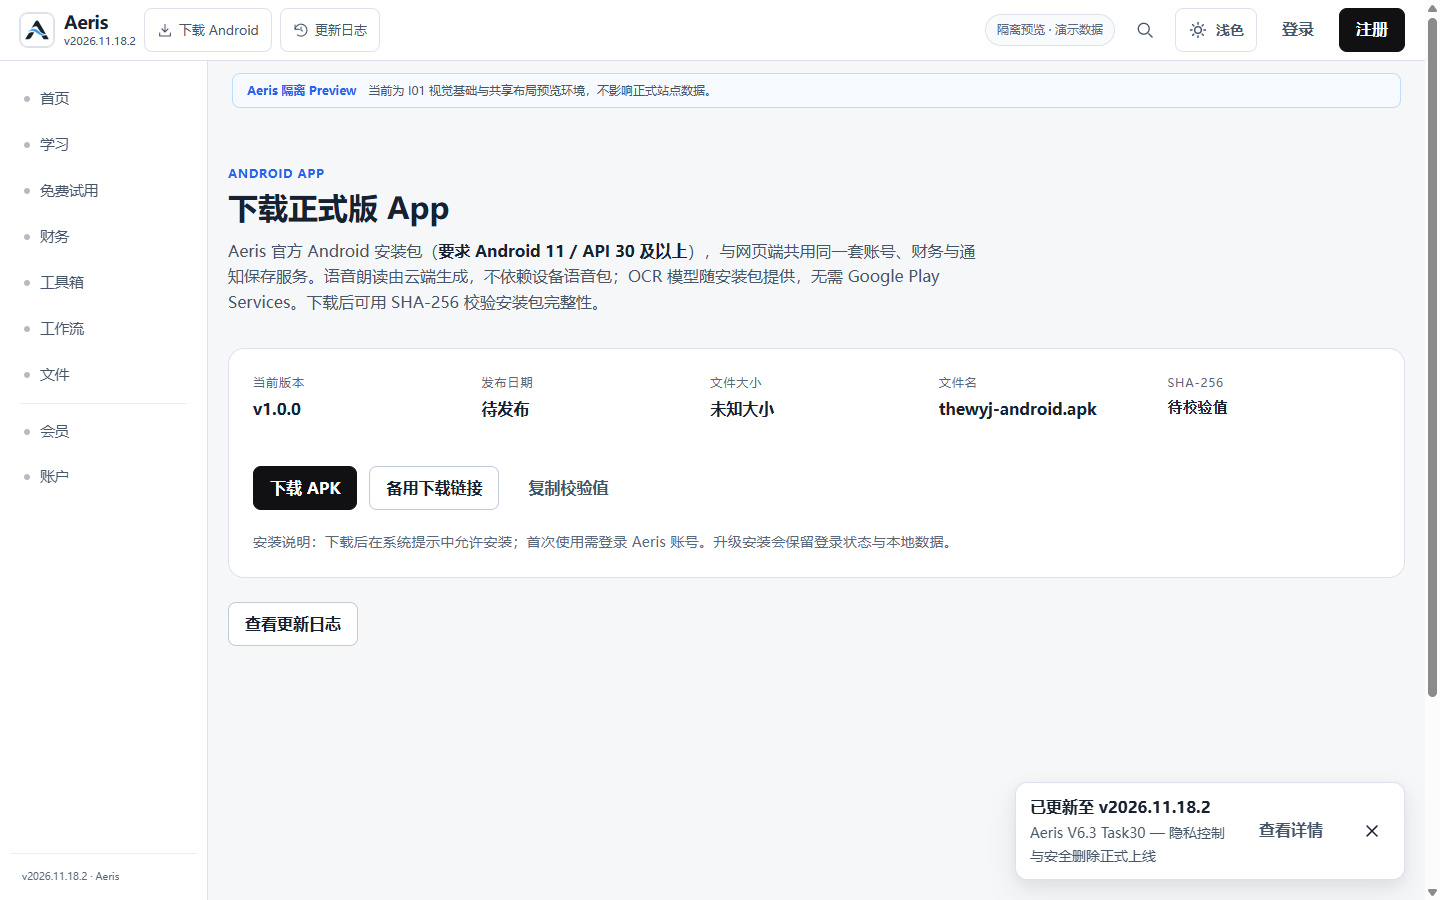 Aeris
v2026.11.18.2
下载 Android
更新日志
隔离预览 · 演示数据
浅色
登录
注册
首页
学习
免费试用
财务
工具箱
工作流
文件
会员
账户
v2026.11.18.2 · Aeris
Aeris 隔离 Preview 当前为 I01 视觉基础与共享布局预览环境，不影响正式站点数据。
ANDROID APP
下载正式版 App
Aeris 官方 Android 安装包（要求 Android 11 / API 30 及以上），与网页端共用同一套账号、财务与通
知保存服务。语音朗读由云端生成，不依赖设备语音包；OCR 模型随安装包提供，无需 Google Play
Services。下载后可用 SHA-256 校验安装包完整性。
当前版本
v1.0.0
发布日期
待发布
文件大小
未知大小
文件名
thewyj-android.apk
SHA-256
待校验值
下载 APK
备用下载链接
复制校验值
安装说明：下载后在系统提示中允许安装；首次使用需登录 Aeris 账号。升级安装会保留登录状态与本地数据。
查看更新日志
已更新至 v2026.11.18.2
Aeris V6.3 Task30 — 隐私控制
与安全删除正式上线
查看详情